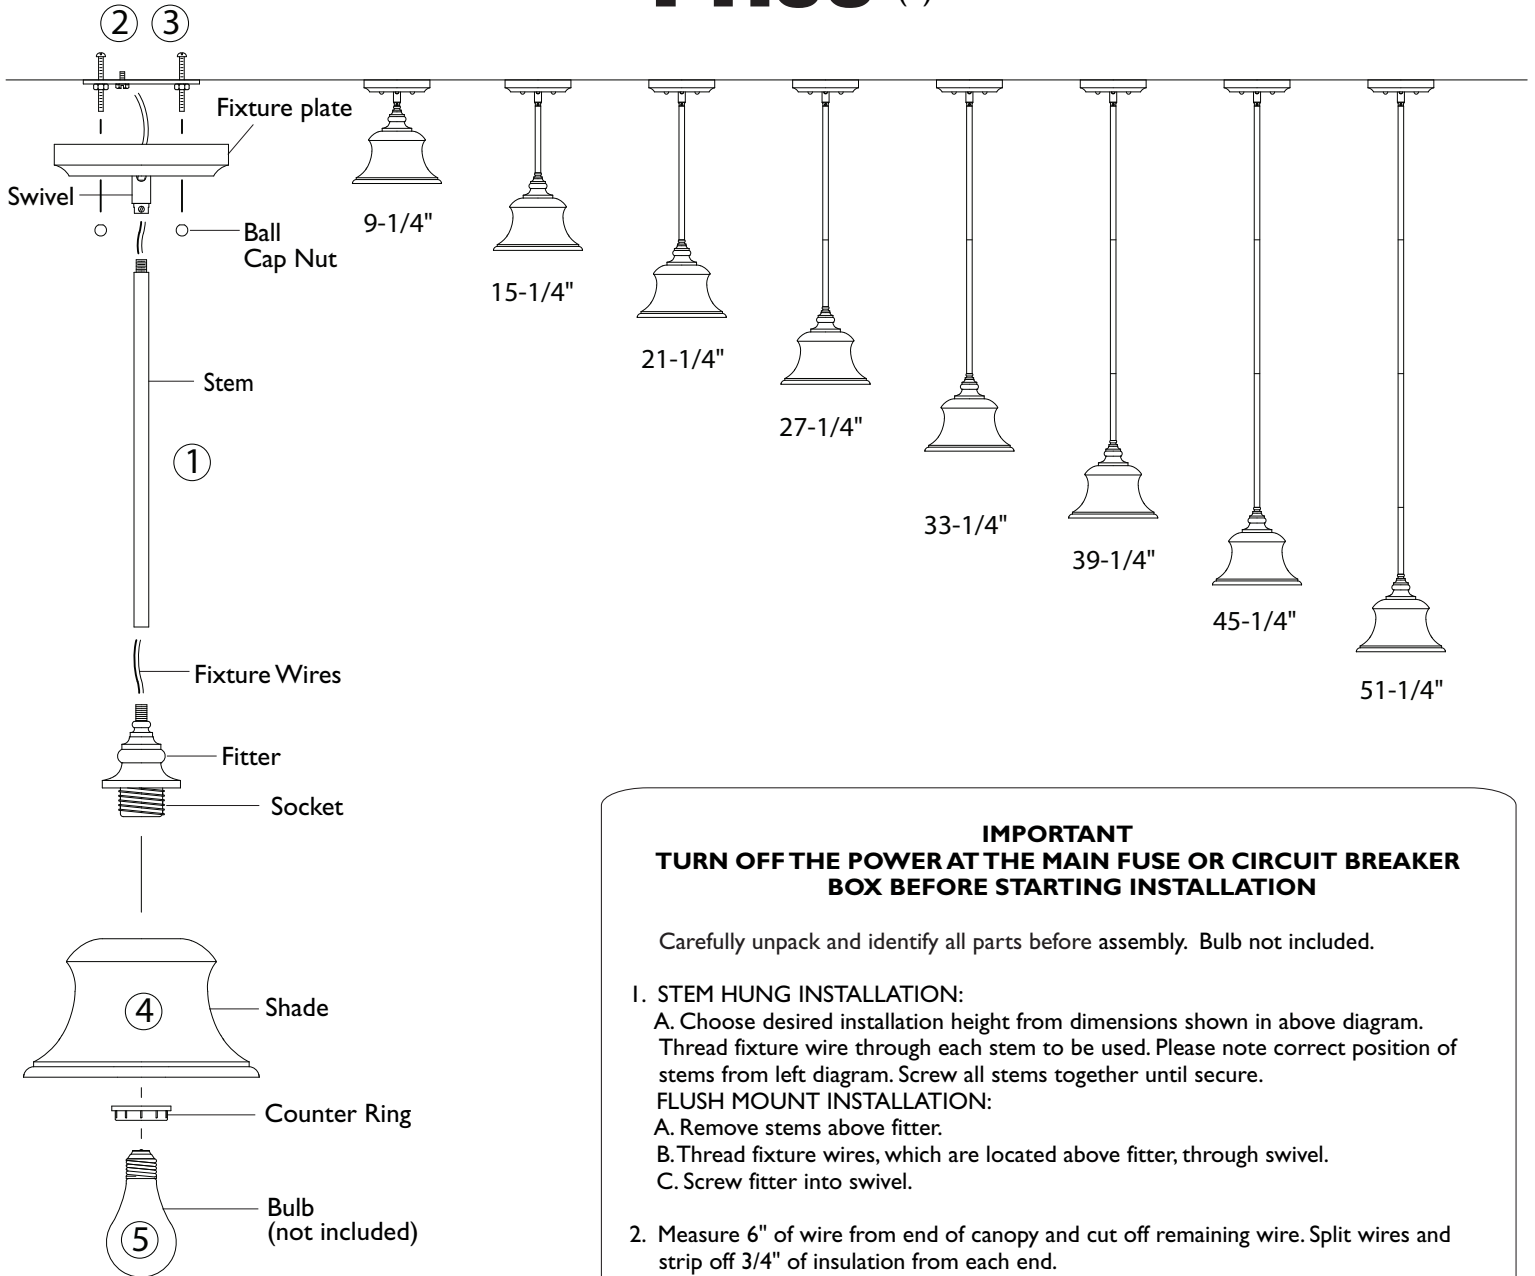 2 3
Fixture plate
Swivel
Ball
Cap Nut
Stem
1
Fixture Wires
Fitter
Socket
4
Shade
Counter Ring
Bulb
(not included)
5
9-1/4"
15-1/4"
21-1/4"
27-1/4"
33-1/4"
39-1/4"
45-1/4"
51-1/4"
IMPORTANT
TURN OFF THE POWER AT THE MAIN FUSE OR CIRCUIT BREAKER
BOX BEFORE STARTING INSTALLATION
Carefully unpack and identify all parts before assembly. Bulb not included.
1. STEM HUNG INSTALLATION:
A. Choose desired installation height from dimensions shown in above diagram.
Thread fixture wire through each stem to be used. Please note correct position of
stems from left diagram. Screw all stems together until secure.
FLUSH MOUNT INSTALLATION:
A. Remove stems above fitter.
B. Thread fixture wires, which are located above fitter, through swivel.
C. Screw fitter into swivel.
2. Measure 6" of wire from end of canopy and cut off remaining wire. Split wires and
strip off 3/4" of insulation from each end.